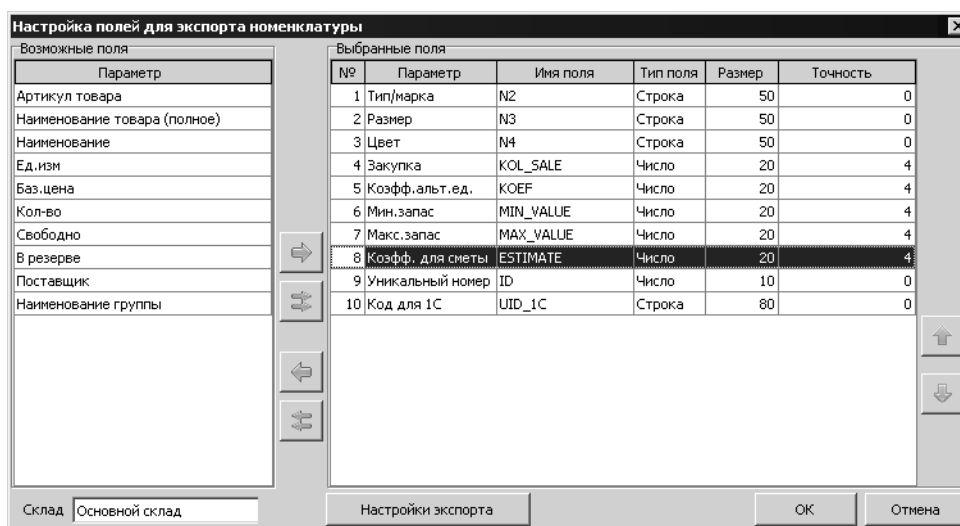 Настройка полей для экспорта номенклатуры
Возможные поля
Параметр
Артикул товара
Наименование товара (полное)
Наименование
Ед.изм
Баз.цена
Кол-во
Свободно
В резерве
Поставщик
Наименование группы
Выбранные поля
№ Параметр Имя поля Тип поля Размер Точность
1 Тип/марка N2 Строка 50 0
2 Размер N3 Строка 50 0
3 Цвет N4 Строка 50 0
4 Закупка KOL_SALE Число 20 4
5 Коэфф.альт.ед. KOEF Число 20 4
6 Мин.запас MIN_VALUE Число 20 4
7 Макс.запас MAX_VALUE Число 20 4
8 Коэфф. для сметы ESTIMATE Число 20 4
9 Уникальный номер ID Число 10 0
10 Код для 1С UID_1C Строка 80 0
Склад Основной склад Настройки экспорта ОК Отмена